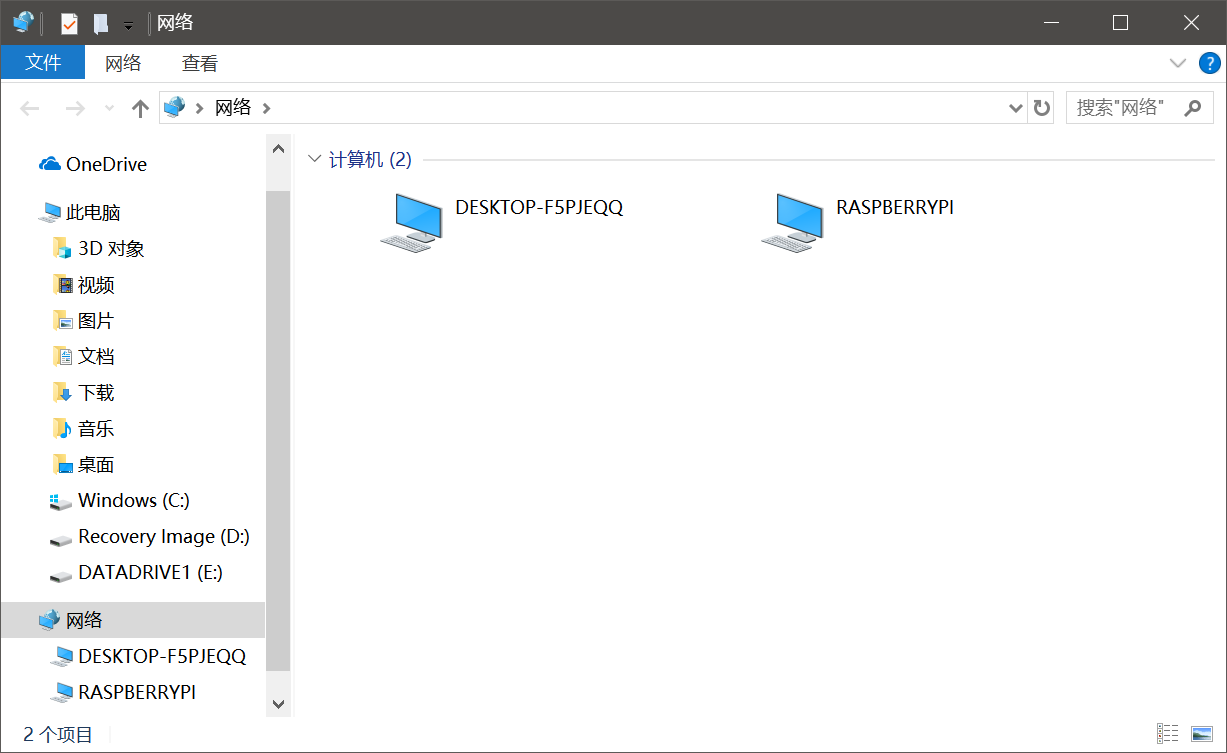 网络
文件 网络 查看
网络 搜索"网络"
OneDrive
此电脑
3D 对象
视频
图片
文档
下载
音乐
桌面
Windows (C:)
Recovery Image (D:)
DATADRIVE1 (E:)
网络
DESKTOP-F5PJEQQ
RASPBERRYPI
计算机 (2)
DESKTOP-F5PJEQQ RASPBERRYPI
2 个项目